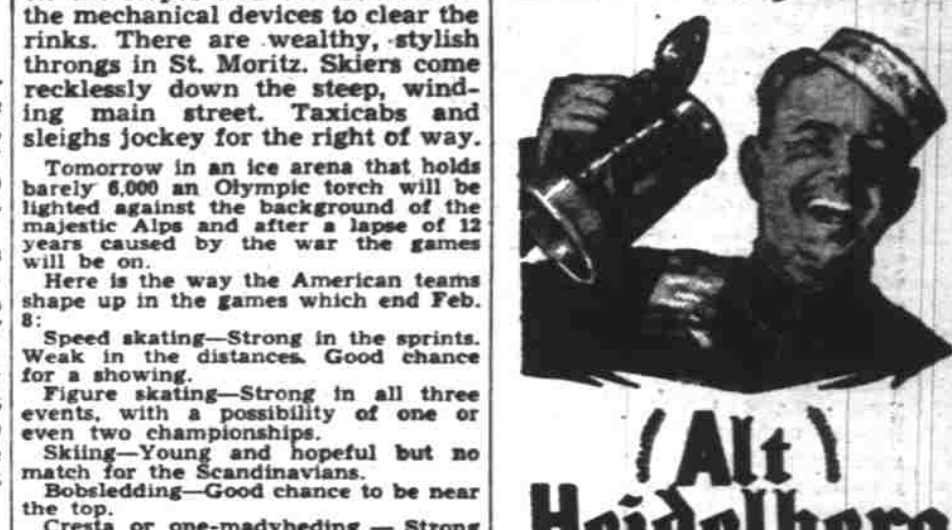 the mechanical devices to clear the
rinks. There are wealthy, stylish
throngs in St. Moritz. Skiers come
recklessly down the steep, wind-
ing main street. Taxicabs and
sleighs jockey for the right of way.
Tomorrow in an ice arena that holds
barely 6,000 an Olympic torch will be
lighted against the background of the
majestic Alps and after a lapse of 12
years caused by the war the games
will be on.
Here is the way the American teams
shape up in the games which end Feb.
8:
Speed skating—Strong in the sprints.
Weak in the distances. Good chance
for a showing.
Figure skating—Strong in all three
events, with a possibility of one or
even two championships.
Skiing—Young and hopeful but no
match for the Scandinavians.
Bobsledding—Good chance to be near
the top.
Cresta or one-madyheding — Strong
(Alt)
Heidelberg